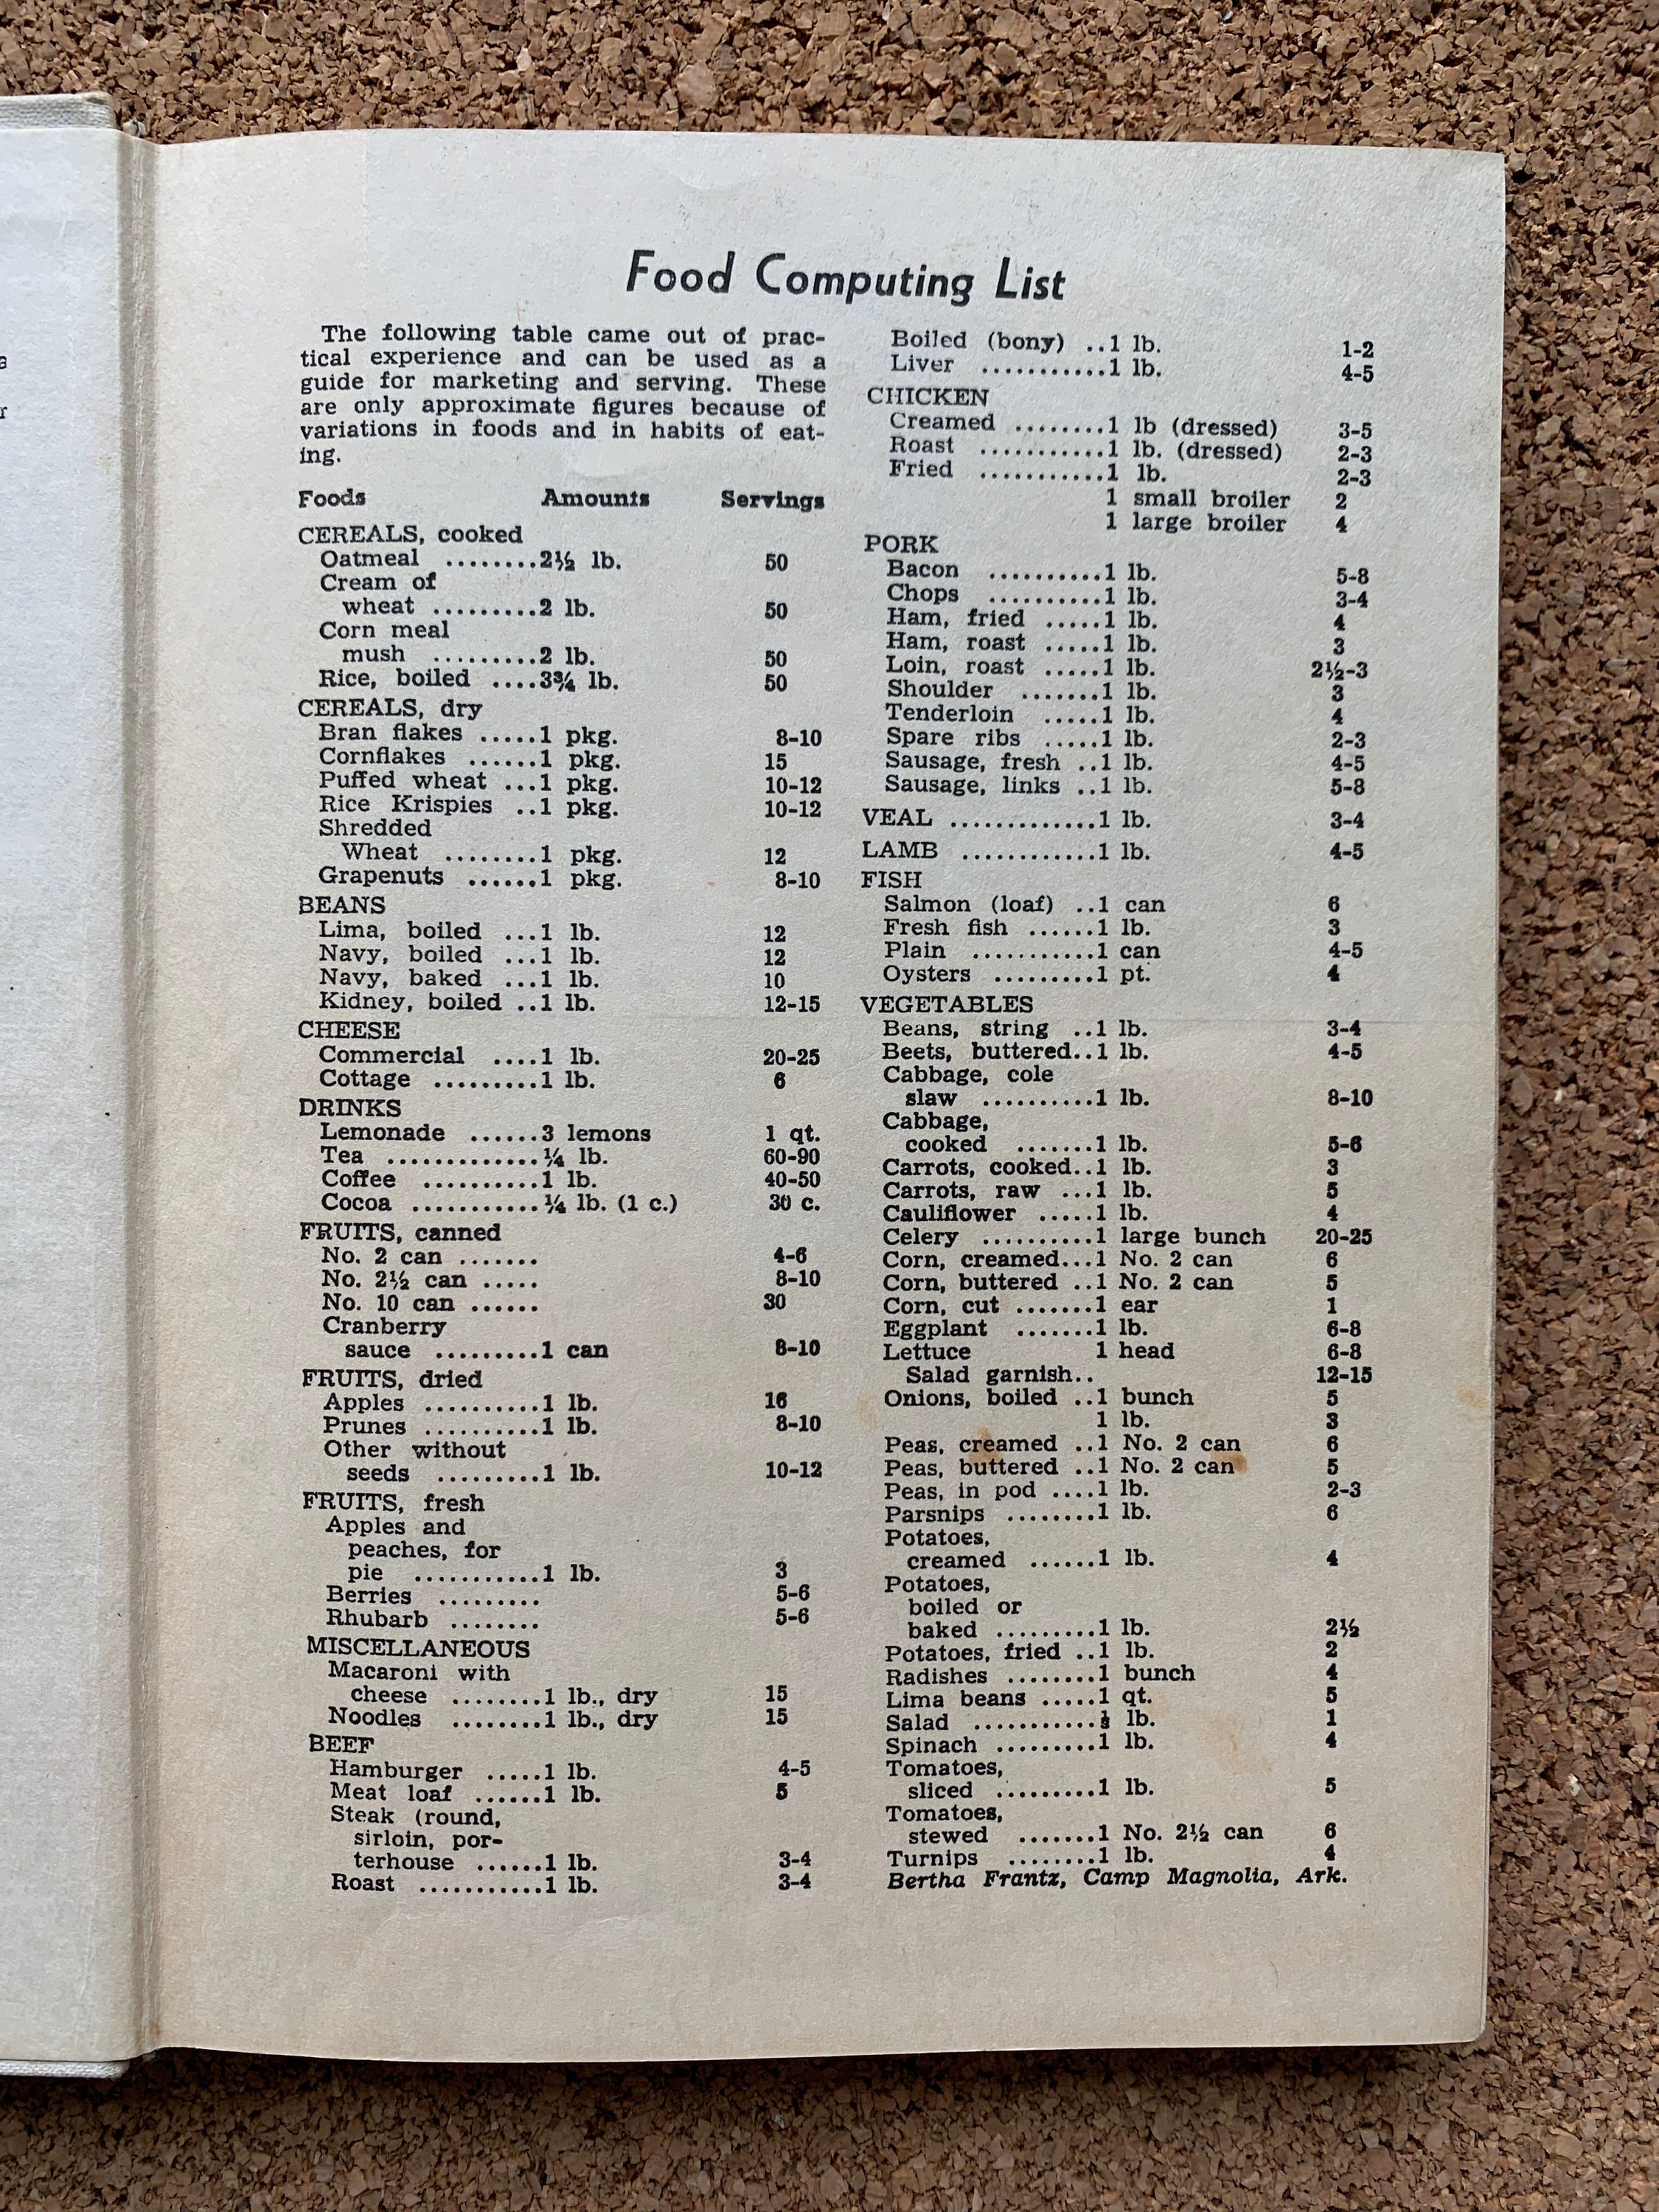 Food Computing List
The following table came out of prac-
tical experience and can be used as a
guide for marketing and serving. These
are only approximate figures because of
variations in foods and in habits of eat-
ing.
Foods Amounts Servings
CEREALS, cooked
Oatmeal ........2½ lb. 50
Cream of
wheat .........2 lb. 50
Corn meal
mush .........2 lb. 50
Rice, boiled ....3¾ lb. 50
CEREALS, dry
Bran flakes .....1 pkg. 8-10
Cornflakes ......1 pkg. 15
Puffed wheat ...1 pkg. 10-12
Rice Krispies ..1 pkg. 10-12
Shredded
Wheat ........1 pkg. 12
Grapenuts ......1 pkg. 8-10
BEANS
Lima, boiled ...1 lb. 12
Navy, boiled ...1 lb. 12
Navy, baked ...1 lb. 10
Kidney, boiled ..1 lb. 12-15
CHEESE
Commercial ....1 lb. 20-25
Cottage .........1 lb. 6
DRINKS
Lemonade ......3 lemons 1 qt.
Tea .............¼ lb. 60-90
Coffee ..........1 lb. 40-50
Cocoa ...........¼ lb. (1 c.) 30 c.
FRUITS, canned
No. 2 can ....... 4-6
No. 2½ can ..... 8-10
No. 10 can ...... 30
Cranberry
sauce .........1 can 8-10
FRUITS, dried
Apples ..........1 lb. 16
Prunes ..........1 lb. 8-10
Other without
seeds .........1 lb. 10-12
FRUITS, fresh
Apples and
peaches, for
pie ...........1 lb. 3
Berries ......... 5-6
Rhubarb ........ 5-6
MISCELLANEOUS
Macaroni with
cheese ........1 lb., dry 15
Noodles ........1 lb., dry 15
BEEF
Hamburger .....1 lb. 4-5
Meat loaf ......1 lb. 5
Steak (round,
sirloin, por-
terhouse ......1 lb. 3-4
Roast ...........1 lb. 3-4
Boiled (bony) ..1 lb. 1-2
Liver ...........1 lb. 4-5
CHICKEN
Creamed ........1 lb (dressed) 3-5
Roast ...........1 lb. (dressed) 2-3
Fried ...........1 lb. 2-3
1 small broiler 2
1 large broiler 4
PORK
Bacon ..........1 lb. 5-8
Chops ..........1 lb. 3-4
Ham, fried .....1 lb. 4
Ham, roast .....1 lb. 3
Loin, roast .....1 lb. 2½-3
Shoulder .......1 lb. 3
Tenderloin .....1 lb. 4
Spare ribs .....1 lb. 2-3
Sausage, fresh ..1 lb. 4-5
Sausage, links ..1 lb. 5-8
VEAL .............1 lb. 3-4
LAMB ............1 lb. 4-5
FISH
Salmon (loaf) ..1 can 6
Fresh fish ......1 lb. 3
Plain ...........1 can 4-5
Oysters .........1 pt. 4
VEGETABLES
Beans, string ..1 lb. 3-4
Beets, buttered..1 lb. 4-5
Cabbage, cole
slaw ..........1 lb. 8-10
Cabbage,
cooked .......1 lb. 5-6
Carrots, cooked..1 lb. 3
Carrots, raw ...1 lb. 5
Cauliflower .....1 lb. 4
Celery ..........1 large bunch 20-25
Corn, creamed...1 No. 2 can 6
Corn, buttered ..1 No. 2 can 5
Corn, cut .......1 ear 1
Eggplant .......1 lb. 6-8
Lettuce 1 head 6-8
Salad garnish.. 12-15
Onions, boiled ..1 bunch 5
1 lb. 3
Peas, creamed ..1 No. 2 can 6
Peas, buttered ..1 No. 2 can 5
Peas, in pod ....1 lb. 2-3
Parsnips ........1 lb. 6
Potatoes,
creamed ......1 lb. 4
Potatoes,
boiled or
baked .........1 lb. 2½
Potatoes, fried ..1 lb. 2
Radishes ........1 bunch 4
Lima beans .....1 qt. 5
Salad ........... lb. 1
Spinach .........1 lb. 4
Tomatoes,
sliced .........1 lb. 5
Tomatoes,
stewed .......1 No. 2½ can 6
Turnips ........1 lb. 4
Bertha Frantz, Camp Magnolia, Ark.